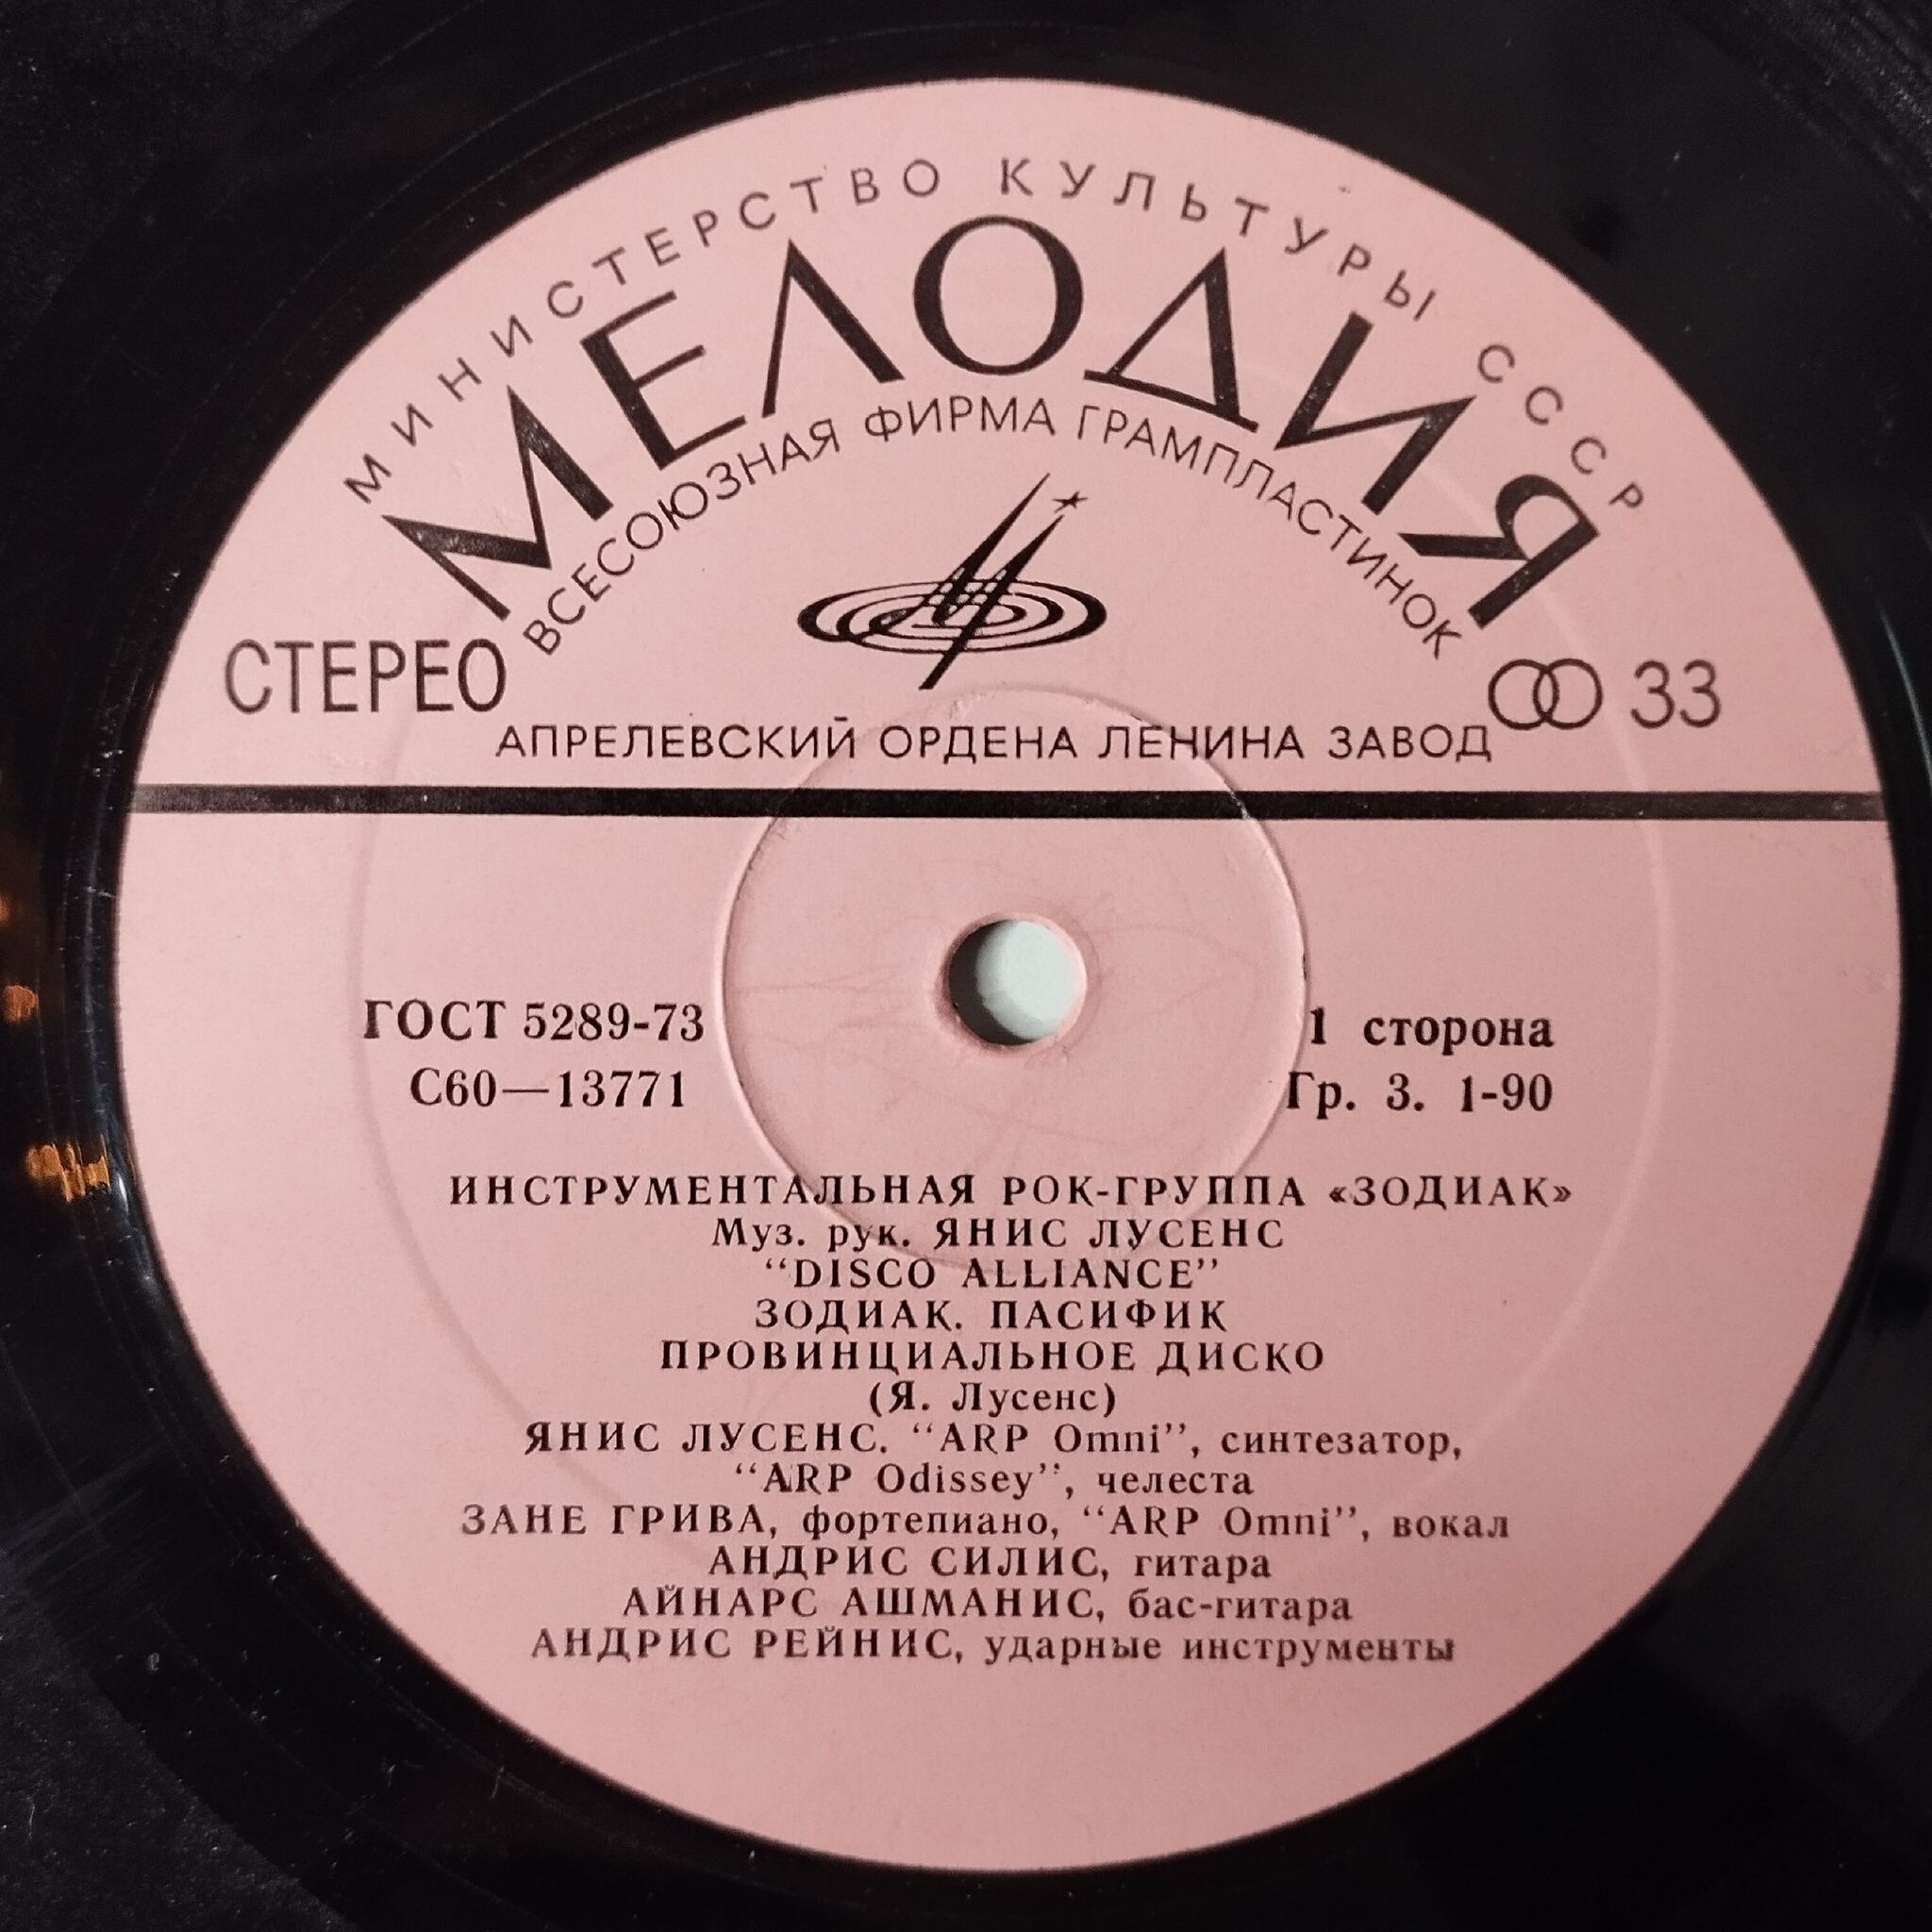 МИНИСТЕРСТВО КУЛЬТУРЫ СССР
МЕЛОДИЯ
ВСЕСОЮЗНАЯ ФИРМА ГРАМПЛАСТИНОК
СТЕРЕО
33
АПРЕЛЕВСКИЙ ОРДЕНА ЛЕНИНА ЗАВОД
ГОСТ 5289-73
С60—13771
1 сторона
Гр. 3. 1-90
ИНСТРУМЕНТАЛЬНАЯ РОК-ГРУППА «ЗОДИАК»
Муз. рук. ЯНИС ЛУСЕНС
“DISCO ALLIANCE”
ЗОДИАК. ПАСИФИК
ПРОВИНЦИАЛЬНОЕ ДИСКО
(Я. Лусенс)
ЯНИС ЛУСЕНС. “ARP Omni”, синтезатор,
“ARP Odissey”, челеста
ЗАНЕ ГРИВА, фортепиано, “ARP Omni”, вокал
АНДРИС СИЛИС, гитара
АЙНАРС АШМАНИС, бас-гитара
АНДРИС РЕЙНИС, ударные инструменты